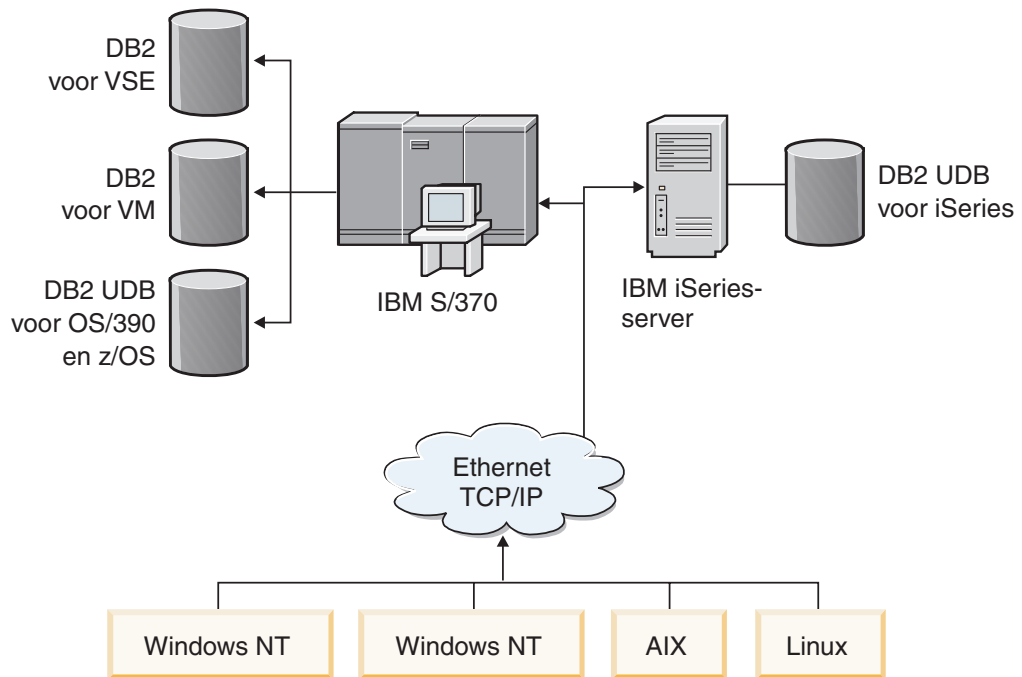 DB2
voor VSE
DB2
voor VM
DB2 UDB
voor OS/390
en z/OS
IBM S/370
IBM iSeries-
server
DB2 UDB
voor iSeries
Ethernet
TCP/IP
Windows NT
Windows NT
AIX
Linux